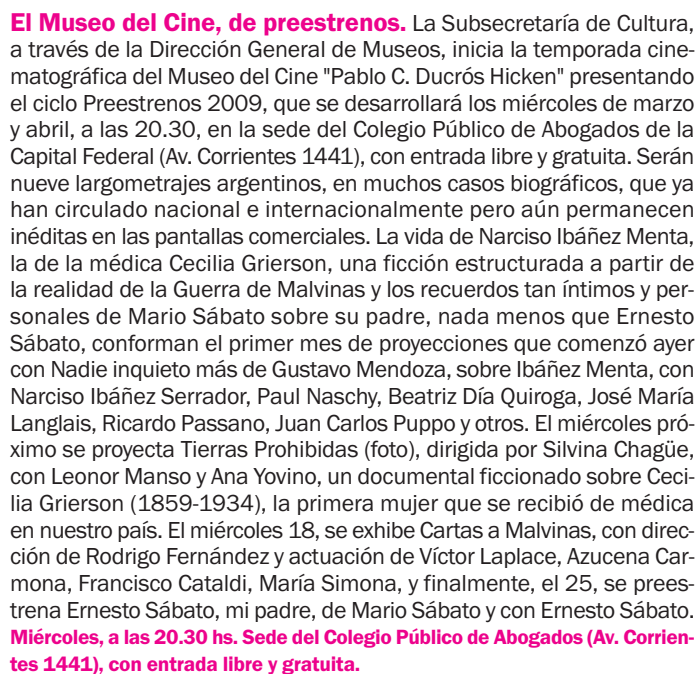 El Museo del Cine, de preestrenos. La Subsecretaría de Cultura,
a través de la Dirección General de Museos, inicia la temporada cine-
matográfica del Museo del Cine "Pablo C. Ducrós Hicken" presentando
el ciclo Preestrenos 2009, que se desarrollará los miércoles de marzo
y abril, a las 20.30, en la sede del Colegio Público de Abogados de la
Capital Federal (Av. Corrientes 1441), con entrada libre y gratuita. Serán
nueve largometrajes argentinos, en muchos casos biográficos, que ya
han circulado nacional e internacionalmente pero aún permanecen
inéditas en las pantallas comerciales. La vida de Narciso Ibáñez Menta,
la de la médica Cecilia Grierson, una ficción estructurada a partir de
la realidad de la Guerra de Malvinas y los recuerdos tan íntimos y per-
sonales de Mario Sábato sobre su padre, nada menos que Ernesto
Sábato, conforman el primer mes de proyecciones que comenzó ayer
con Nadie inquieto más de Gustavo Mendoza, sobre Ibáñez Menta, con
Narciso Ibáñez Serrador, Paul Naschy, Beatriz Día Quiroga, José María
Langlais, Ricardo Passano, Juan Carlos Puppo y otros. El miércoles pró-
ximo se proyecta Tierras Prohibidas (foto), dirigida por Silvina Chagüe,
con Leonor Manso y Ana Yovino, un documental ficcionado sobre Ceci-
lia Grierson (1859-1934), la primera mujer que se recibió de médica
en nuestro país. El miércoles 18, se exhibe Cartas a Malvinas, con direc-
ción de Rodrigo Fernández y actuación de Víctor Laplace, Azucena Car-
mona, Francisco Cataldi, María Simona, y finalmente, el 25, se prees-
trena Ernesto Sábato, mi padre, de Mario Sábato y con Ernesto Sábato.
Miércoles, a las 20.30 hs. Sede del Colegio Público de Abogados (Av. Corrien-
tes 1441), con entrada libre y gratuita.